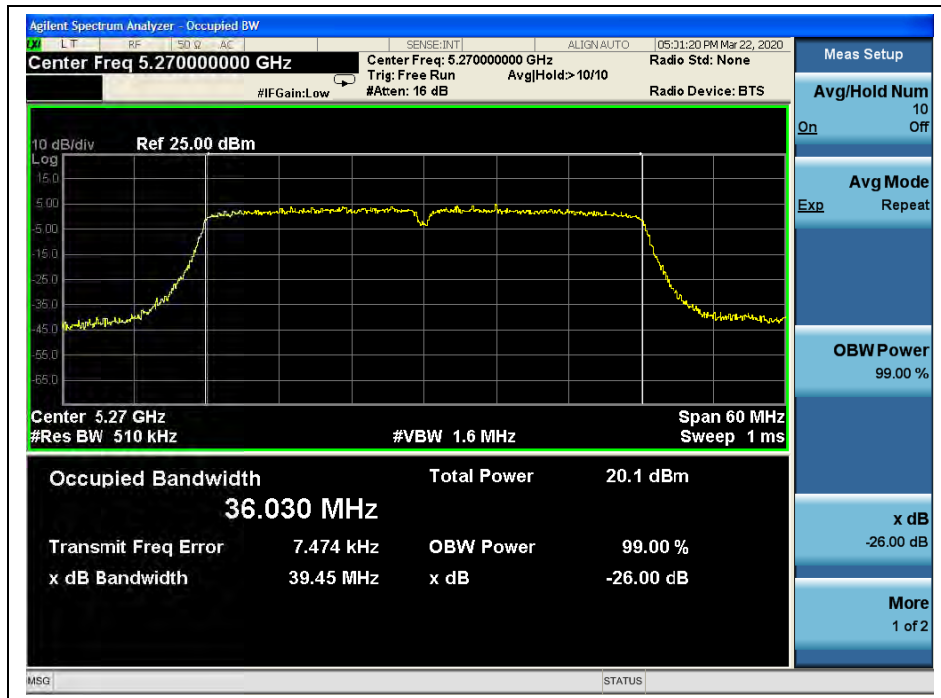 Agilent Spectrum Analyzer - Occupied BW
LXI LT RF 50 Ω AC SENSE:INT ALIGN AUTO 05:31:20 PM Mar 22, 2020
Center Freq 5.270000000 GHz Center Freq: 5.270000000 GHz Radio Std: None
Trig: Free Run Avg|Hold:> 10/10
#IFGain:Low #Atten: 16 dB Radio Device: BTS
10 dB/div Ref 25.00 dBm
Log
15.0
5.00
-5.00
-15.0
-25.0
-35.0
-45.0
-55.0
-65.0
Center 5.27 GHz Span 60 MHz
#Res BW 510 kHz #VBW 1.6 MHz Sweep 1 ms
Occupied Bandwidth Total Power 20.1 dBm
36.030 MHz
Transmit Freq Error 7.474 kHz OBW Power 99.00 %
x dB Bandwidth 39.45 MHz x dB -26.00 dB
MSG STATUS
Meas Setup
Avg/Hold Num
10
On Off
Avg Mode
Exp Repeat
OBW Power
99.00 %
x dB
-26.00 dB
More
1 of 2